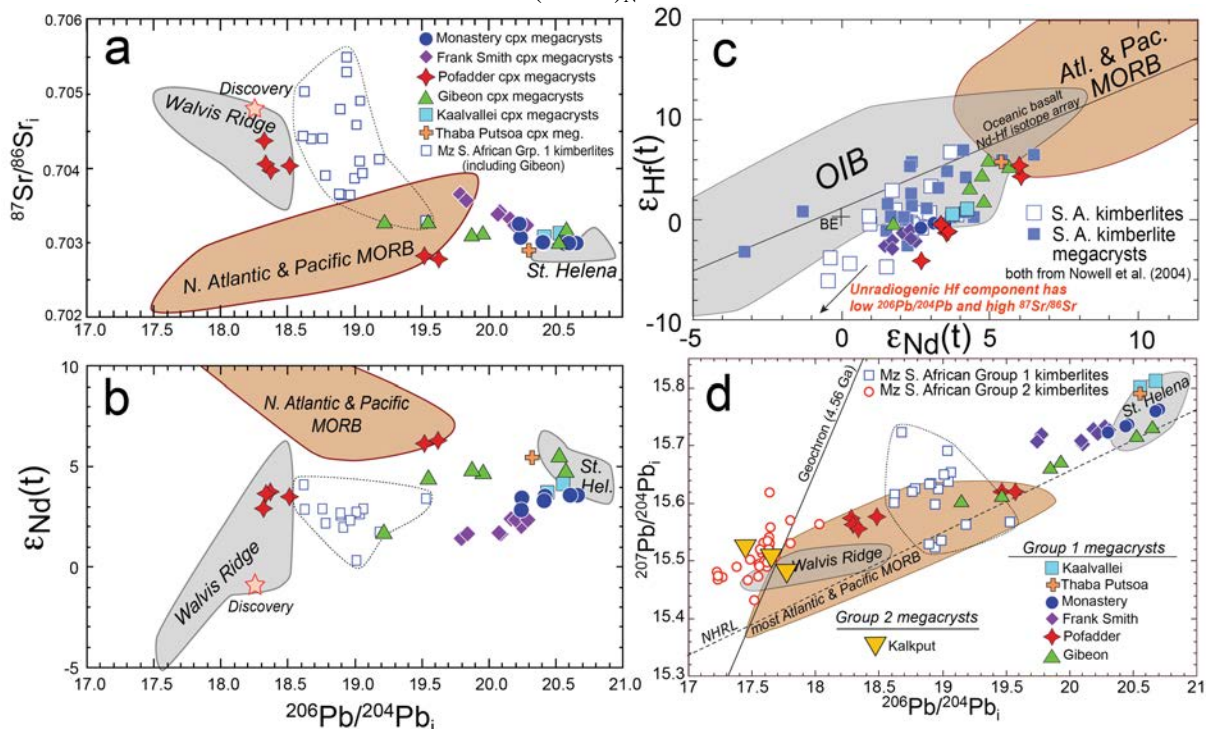 N
a
0.706
0.705
0.704
0.703
0.702
87Sr/86Sri
17.0
17.5
18.0
18.5
19.0
19.5
20.0
20.5
21.0
Discovery
Walvis Ridge
N. Atlantic & Pacific MORB
St. Helena
Monastery cpx megacrysts
Frank Smith cpx megacrysts
Pofadder cpx megacrysts
Gibeon cpx megacrysts
Kaalvallei cpx megacrysts
Thaba Putsoa cpx meg.
Mz S. African Grp. 1 kimberlites
(including Gibeon)
c
20
10
0
-10
εHf(t)
-5
0
5
10
εNd(t)
OIB
BE
Atl. & Pac.
MORB
Oceanic basalt
Nd-Hf isotope array
S. A. kimberlites
S. A. kimberlite
megacrysts
both from Nowell et al. (2004)
Unradiogenic Hf component has
low 206Pb/204Pb and high 87Sr/86Sr
b
10
5
0
-5
εNd(t)
N. Atlantic & Pacific
MORB
Walvis Ridge
Discovery
St.
Hel.
17.0
17.5
18.0
18.5
19.0
19.5
20.0
20.5
21.0
206Pb/204Pbi
d
15.8
15.7
15.6
15.5
15.4
15.3
207Pb/204Pbi
Mz S. African Group 1 kimberlites
Mz S. African Group 2 kimberlites
Geochron (4.56 Ga)
St. Helena
Walvis Ridge
most Atlantic & Pacific MORB
NHRL
Group 2 megacrysts
Kalkput
Group 1 megacrysts
Kaalvallei
Thaba Putsoa
Monastery
Frank Smith
Pofadder
Gibeon
17
17.5
18
18.5
19
19.5
20
20.5
21
206Pb/204Pbi